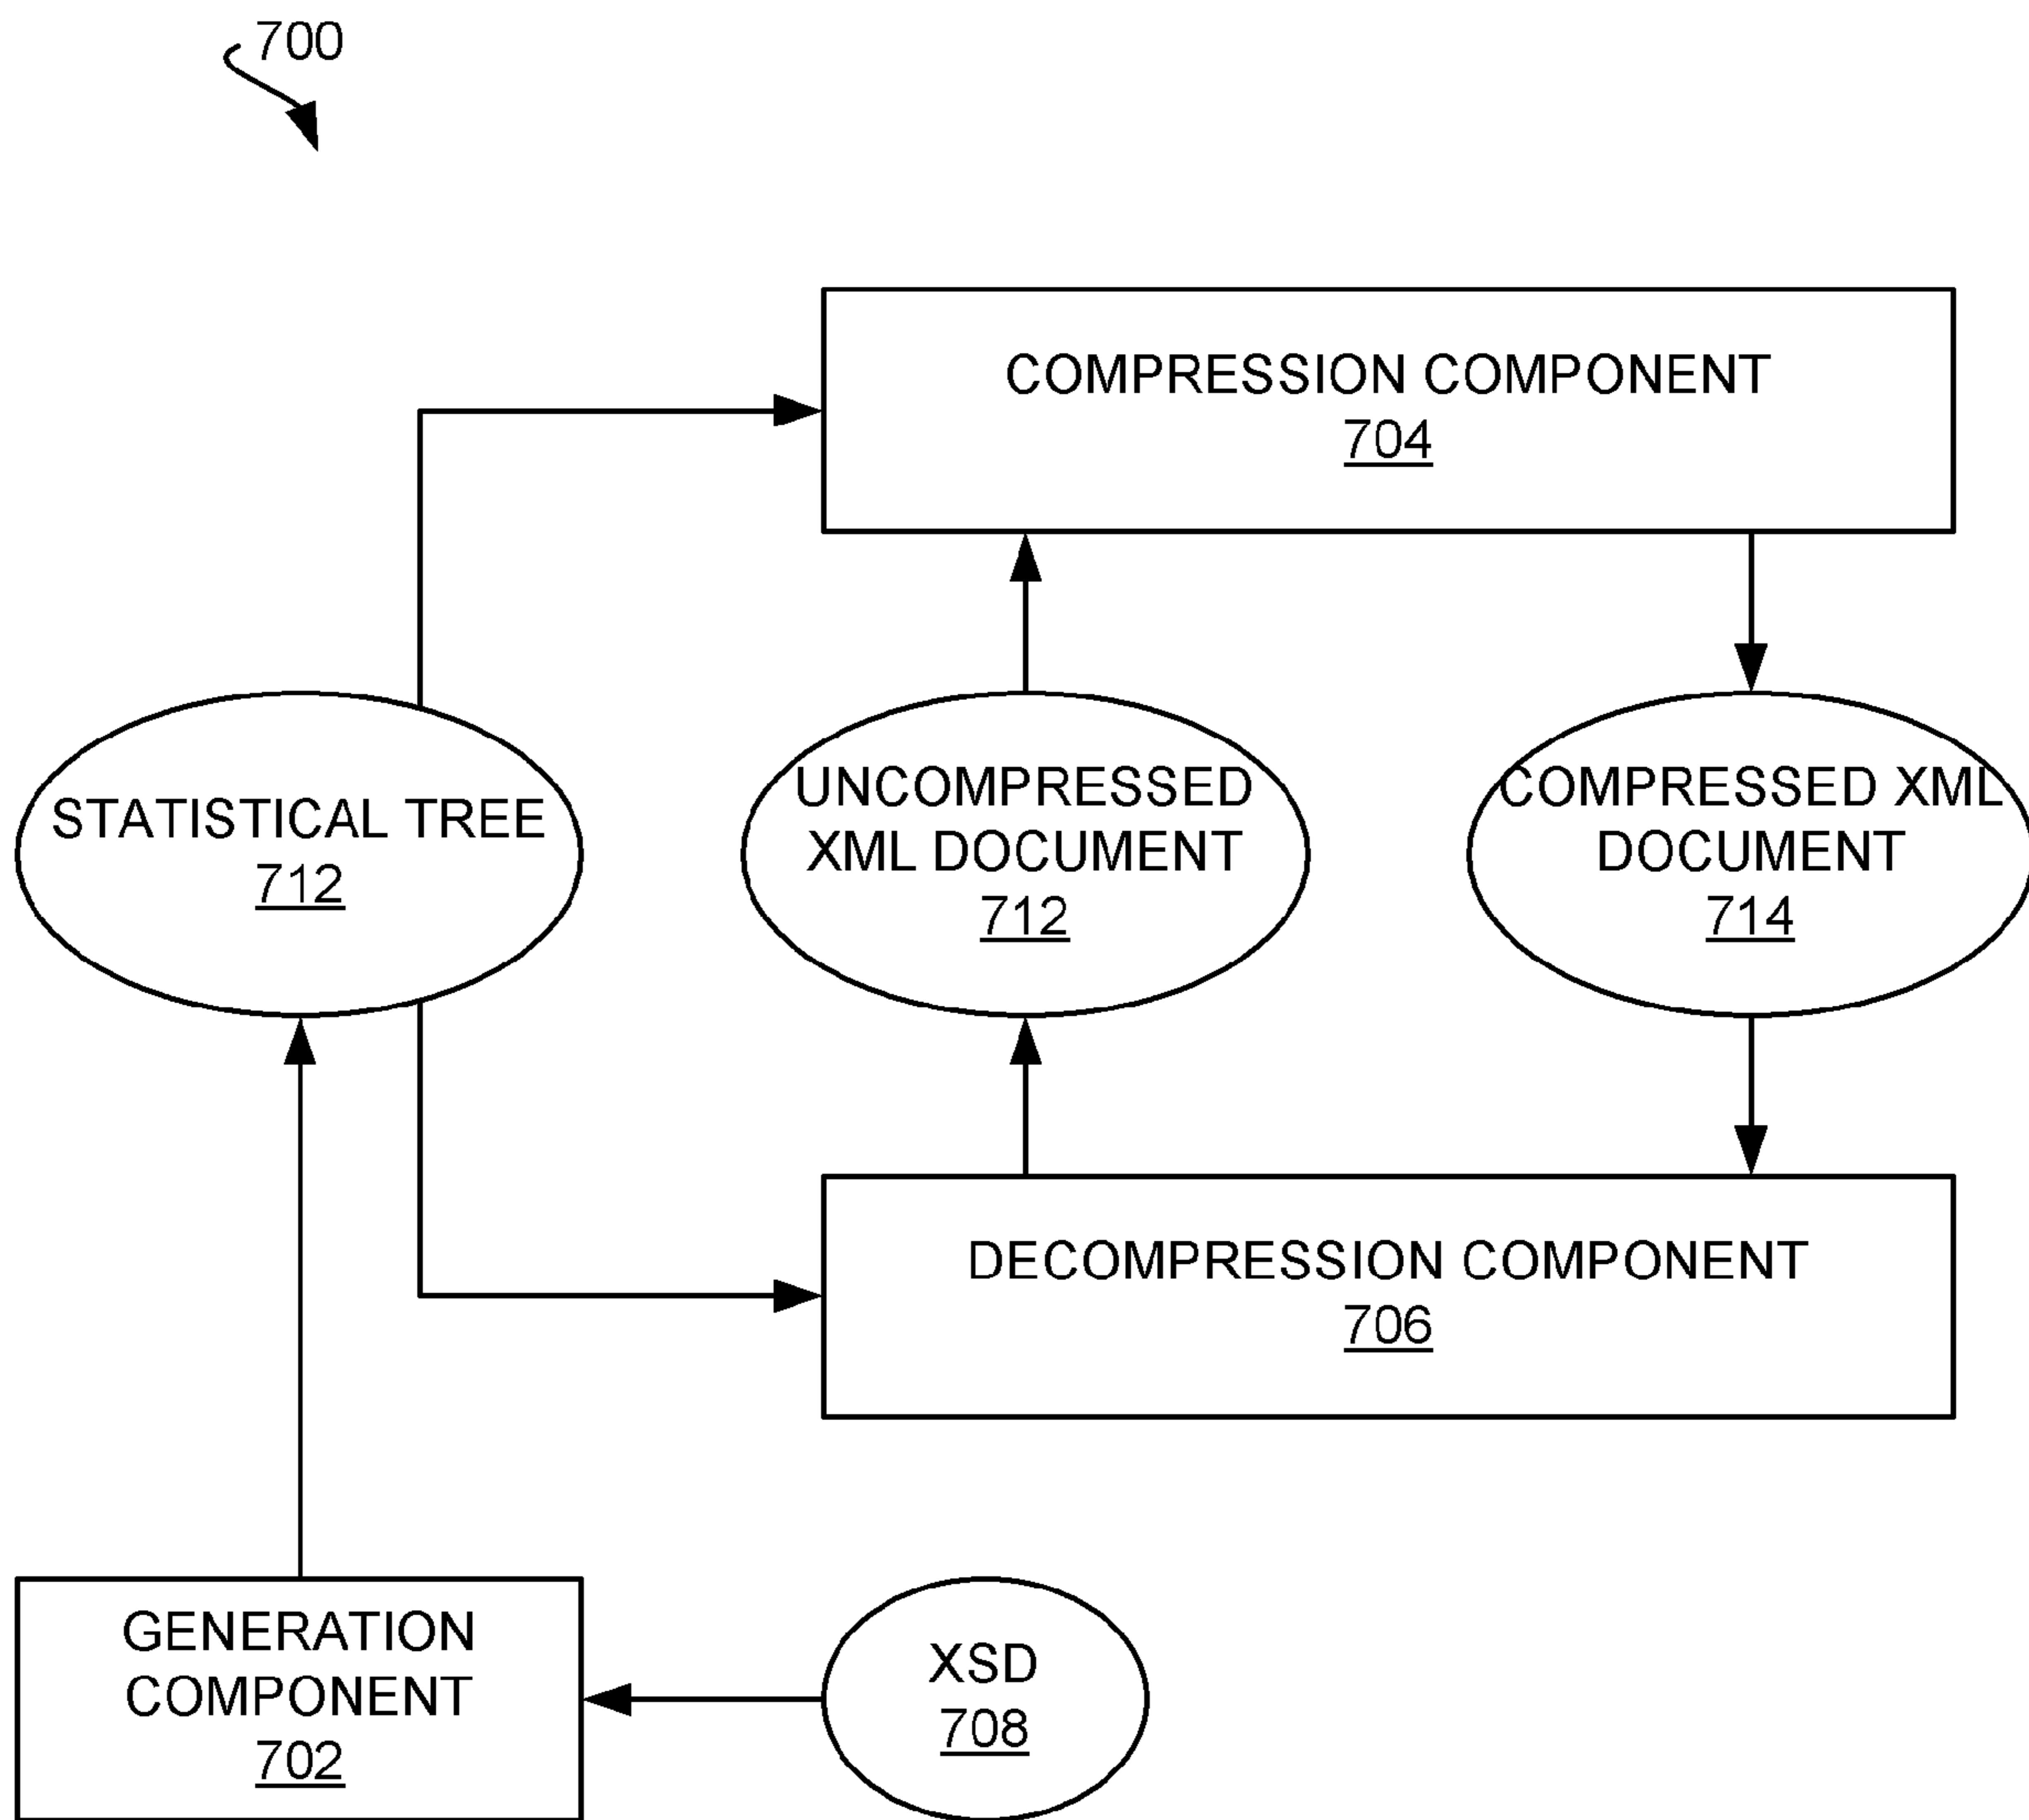 700
COMPRESSION COMPONENT
704
STATISTICAL TREE
712
UNCOMPRESSED
XML DOCUMENT
712
COMPRESSED XML
DOCUMENT
714
DECOMPRESSION COMPONENT
706
GENERATION
COMPONENT
702
XSD
708